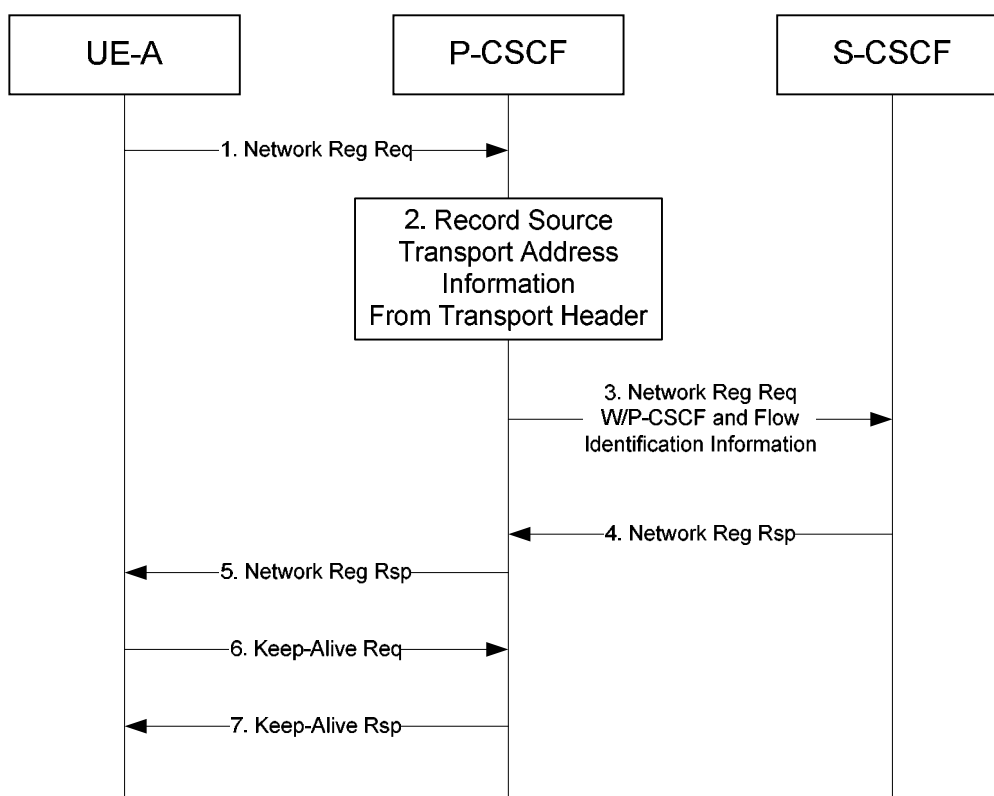 UE-A
P-CSCF
S-CSCF
1. Network Reg Req
2. Record Source
Transport Address
Information
From Transport Header
3. Network Reg Req
W/P-CSCF and Flow
Identification Information
4. Network Reg Rsp
5. Network Reg Rsp
6. Keep-Alive Req
7. Keep-Alive Rsp